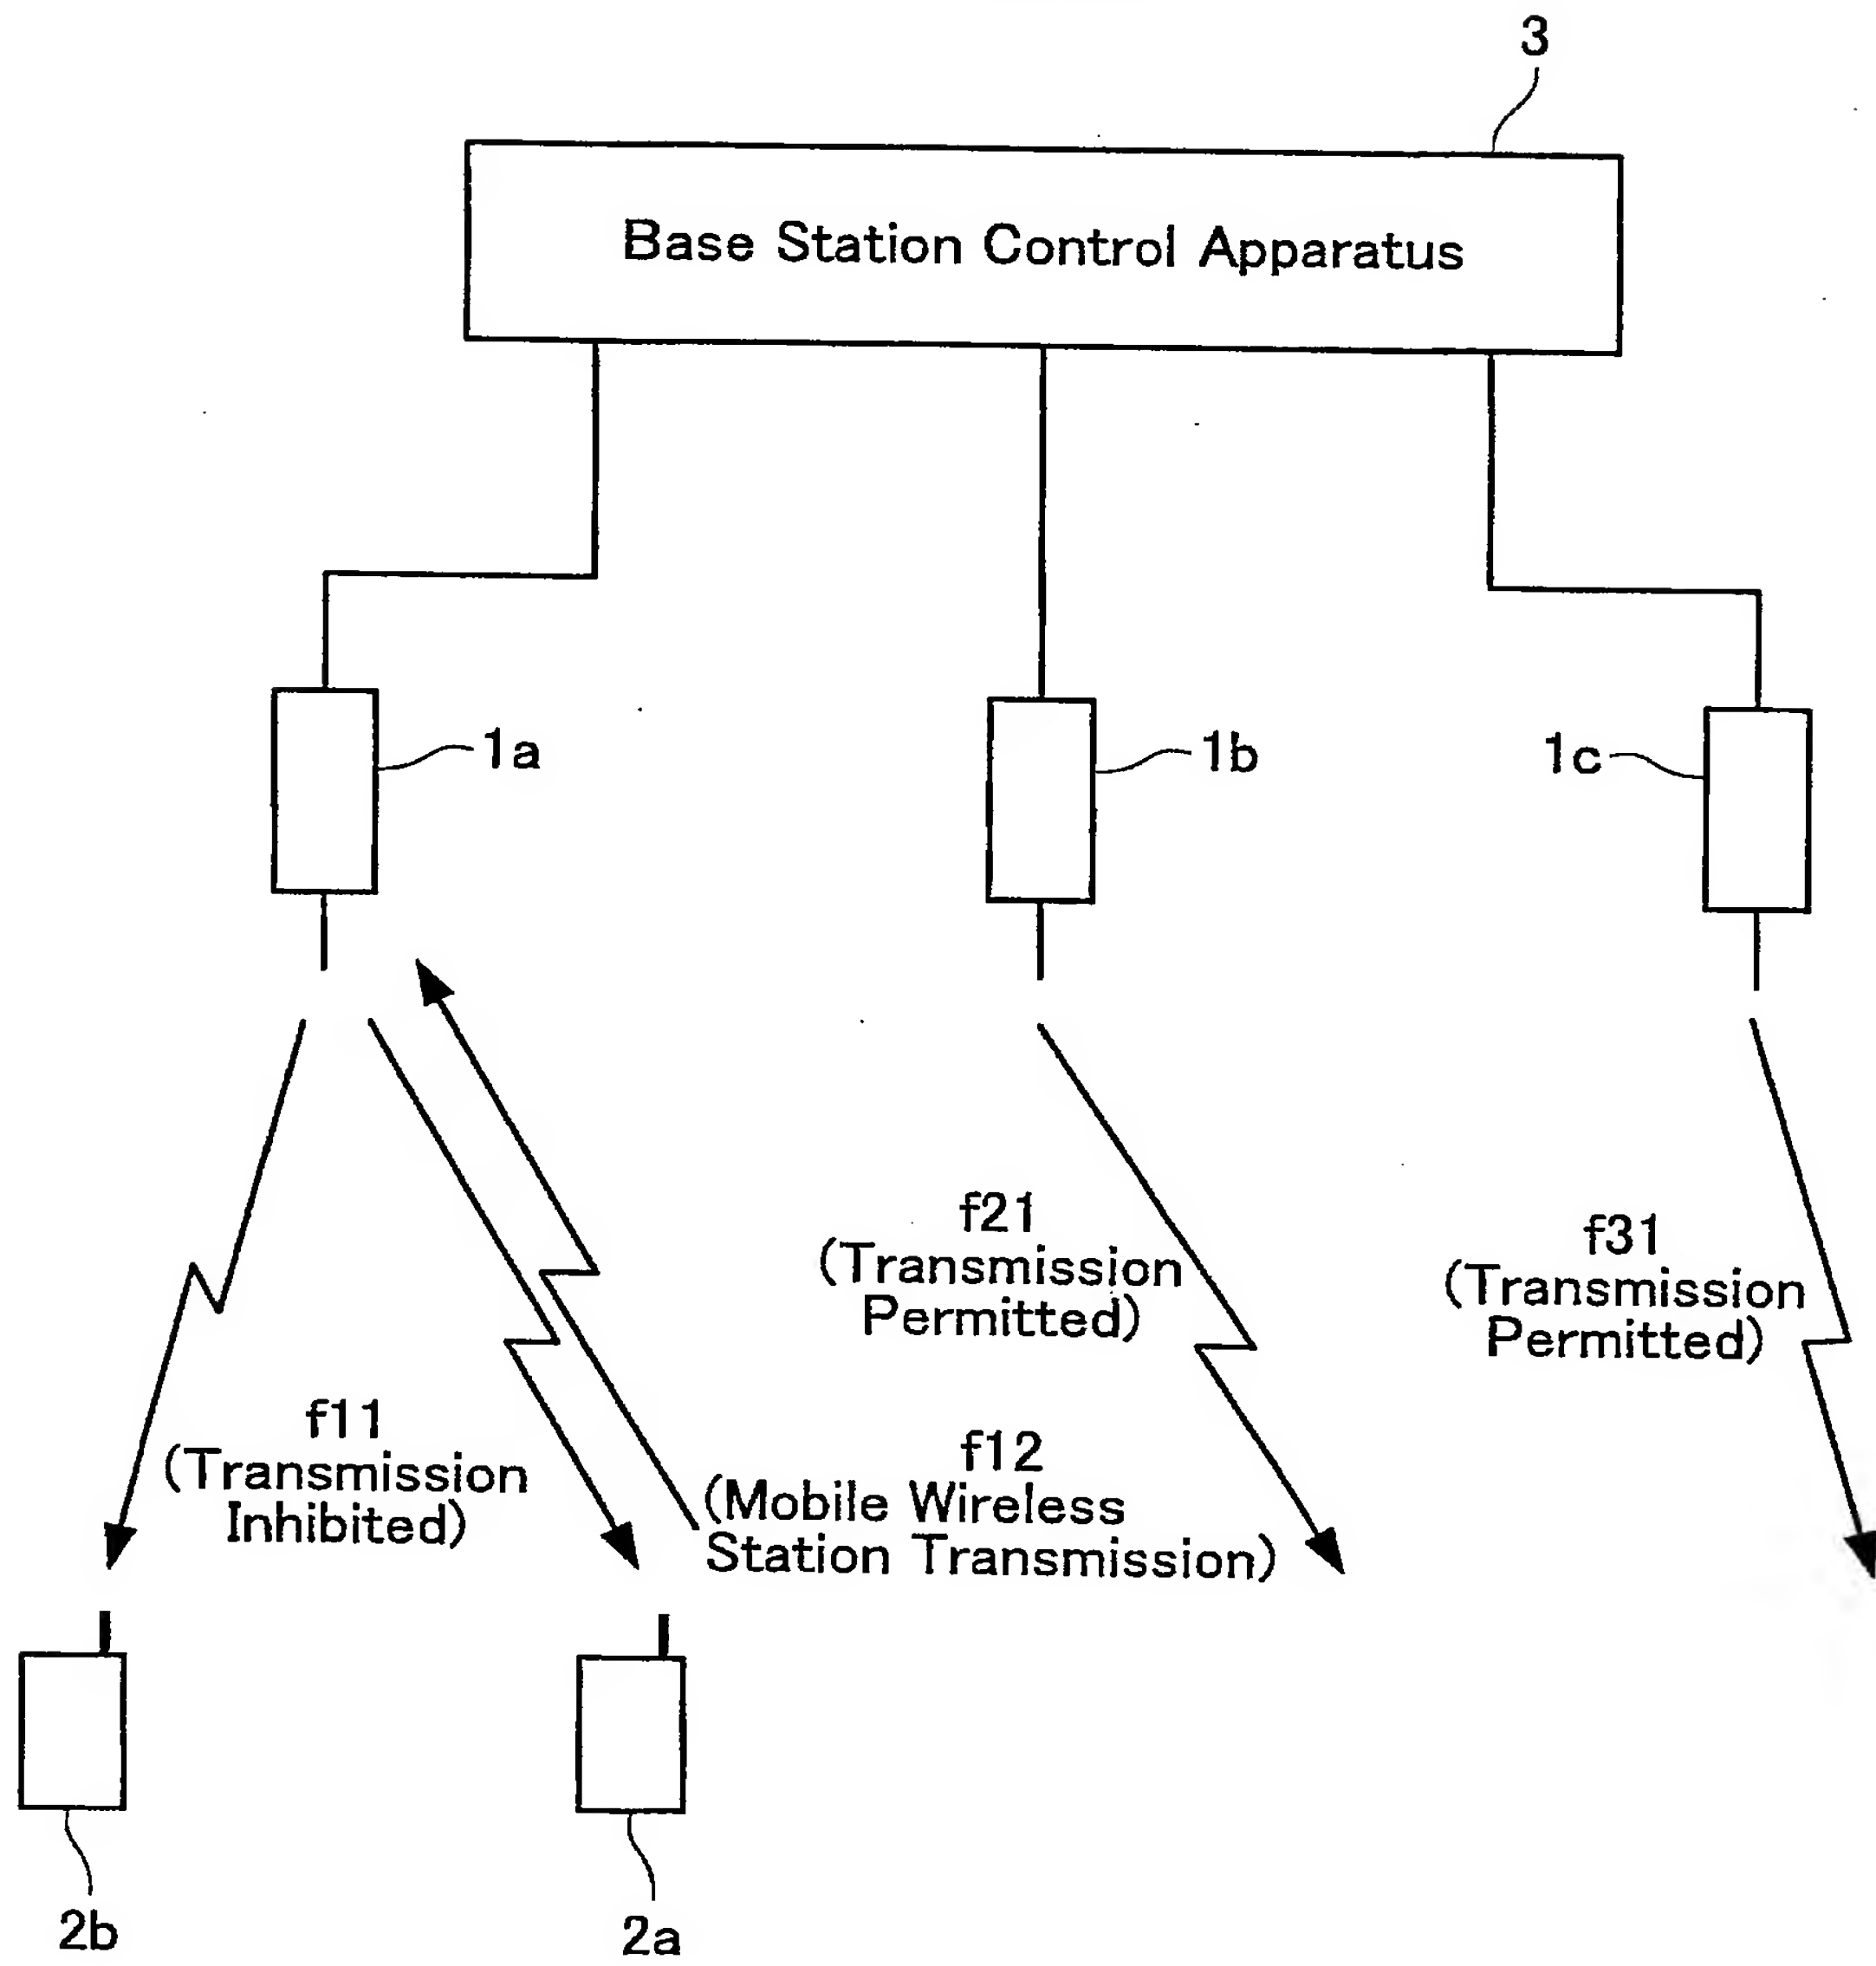 3
Base Station Control Apparatus
1a
1b
1c
f21
(Transmission
Permitted)
f31
(Transmission
Permitted)
f11
(Transmission
Inhibited)
f12
(Mobile Wireless
Station Transmission)
2b
2a